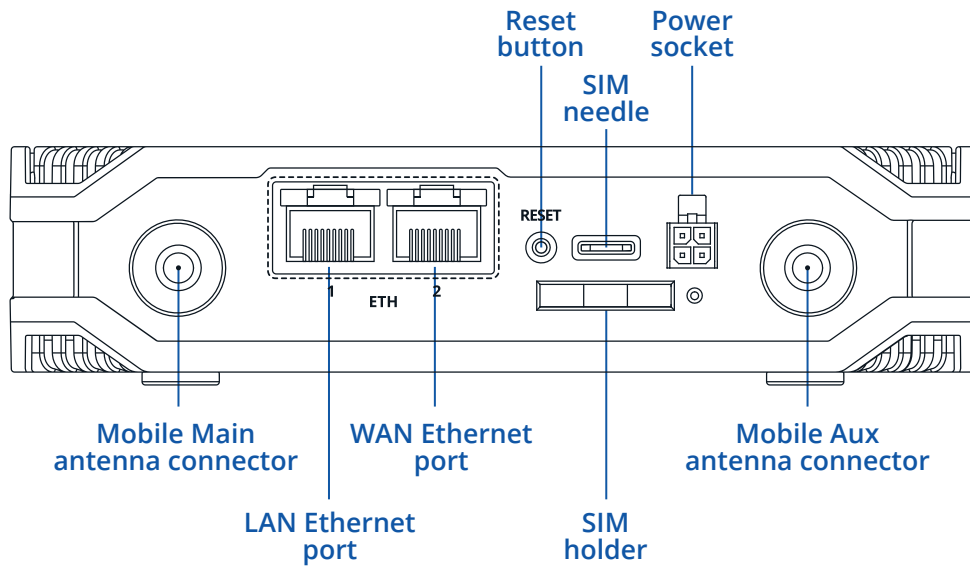 Reset
button
Power
socket
SIM
needle
RESET
1
2
ETH
Mobile Main
antenna connector
WAN Ethernet
port
Mobile Aux
antenna connector
LAN Ethernet
port
SIM
holder